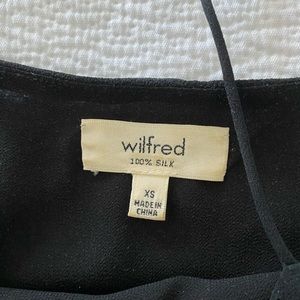 wilfred
100% SILK
XS
MADE IN
CHINA